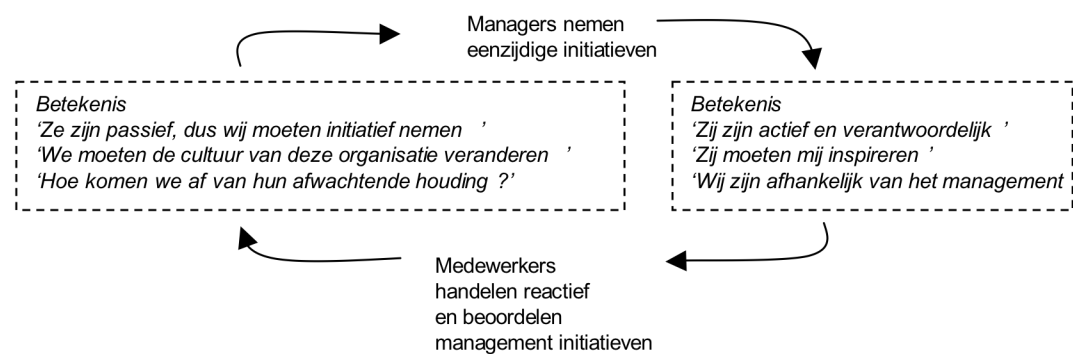 Managers nemen
eenzijdige initiatieven
Betekenis
‘Ze zijn passief, dus wij moeten initiatief nemen ’
‘We moeten de cultuur van deze organisatie veranderen ’
‘Hoe komen we af van hun afwachtende houding ?’
Betekenis
‘Zij zijn actief en verantwoordelijk ’
‘Zij moeten mij inspireren ’
‘Wij zijn afhankelijk van het management
Medewerkers
handelen reactief
en beoordelen
management initiatieven